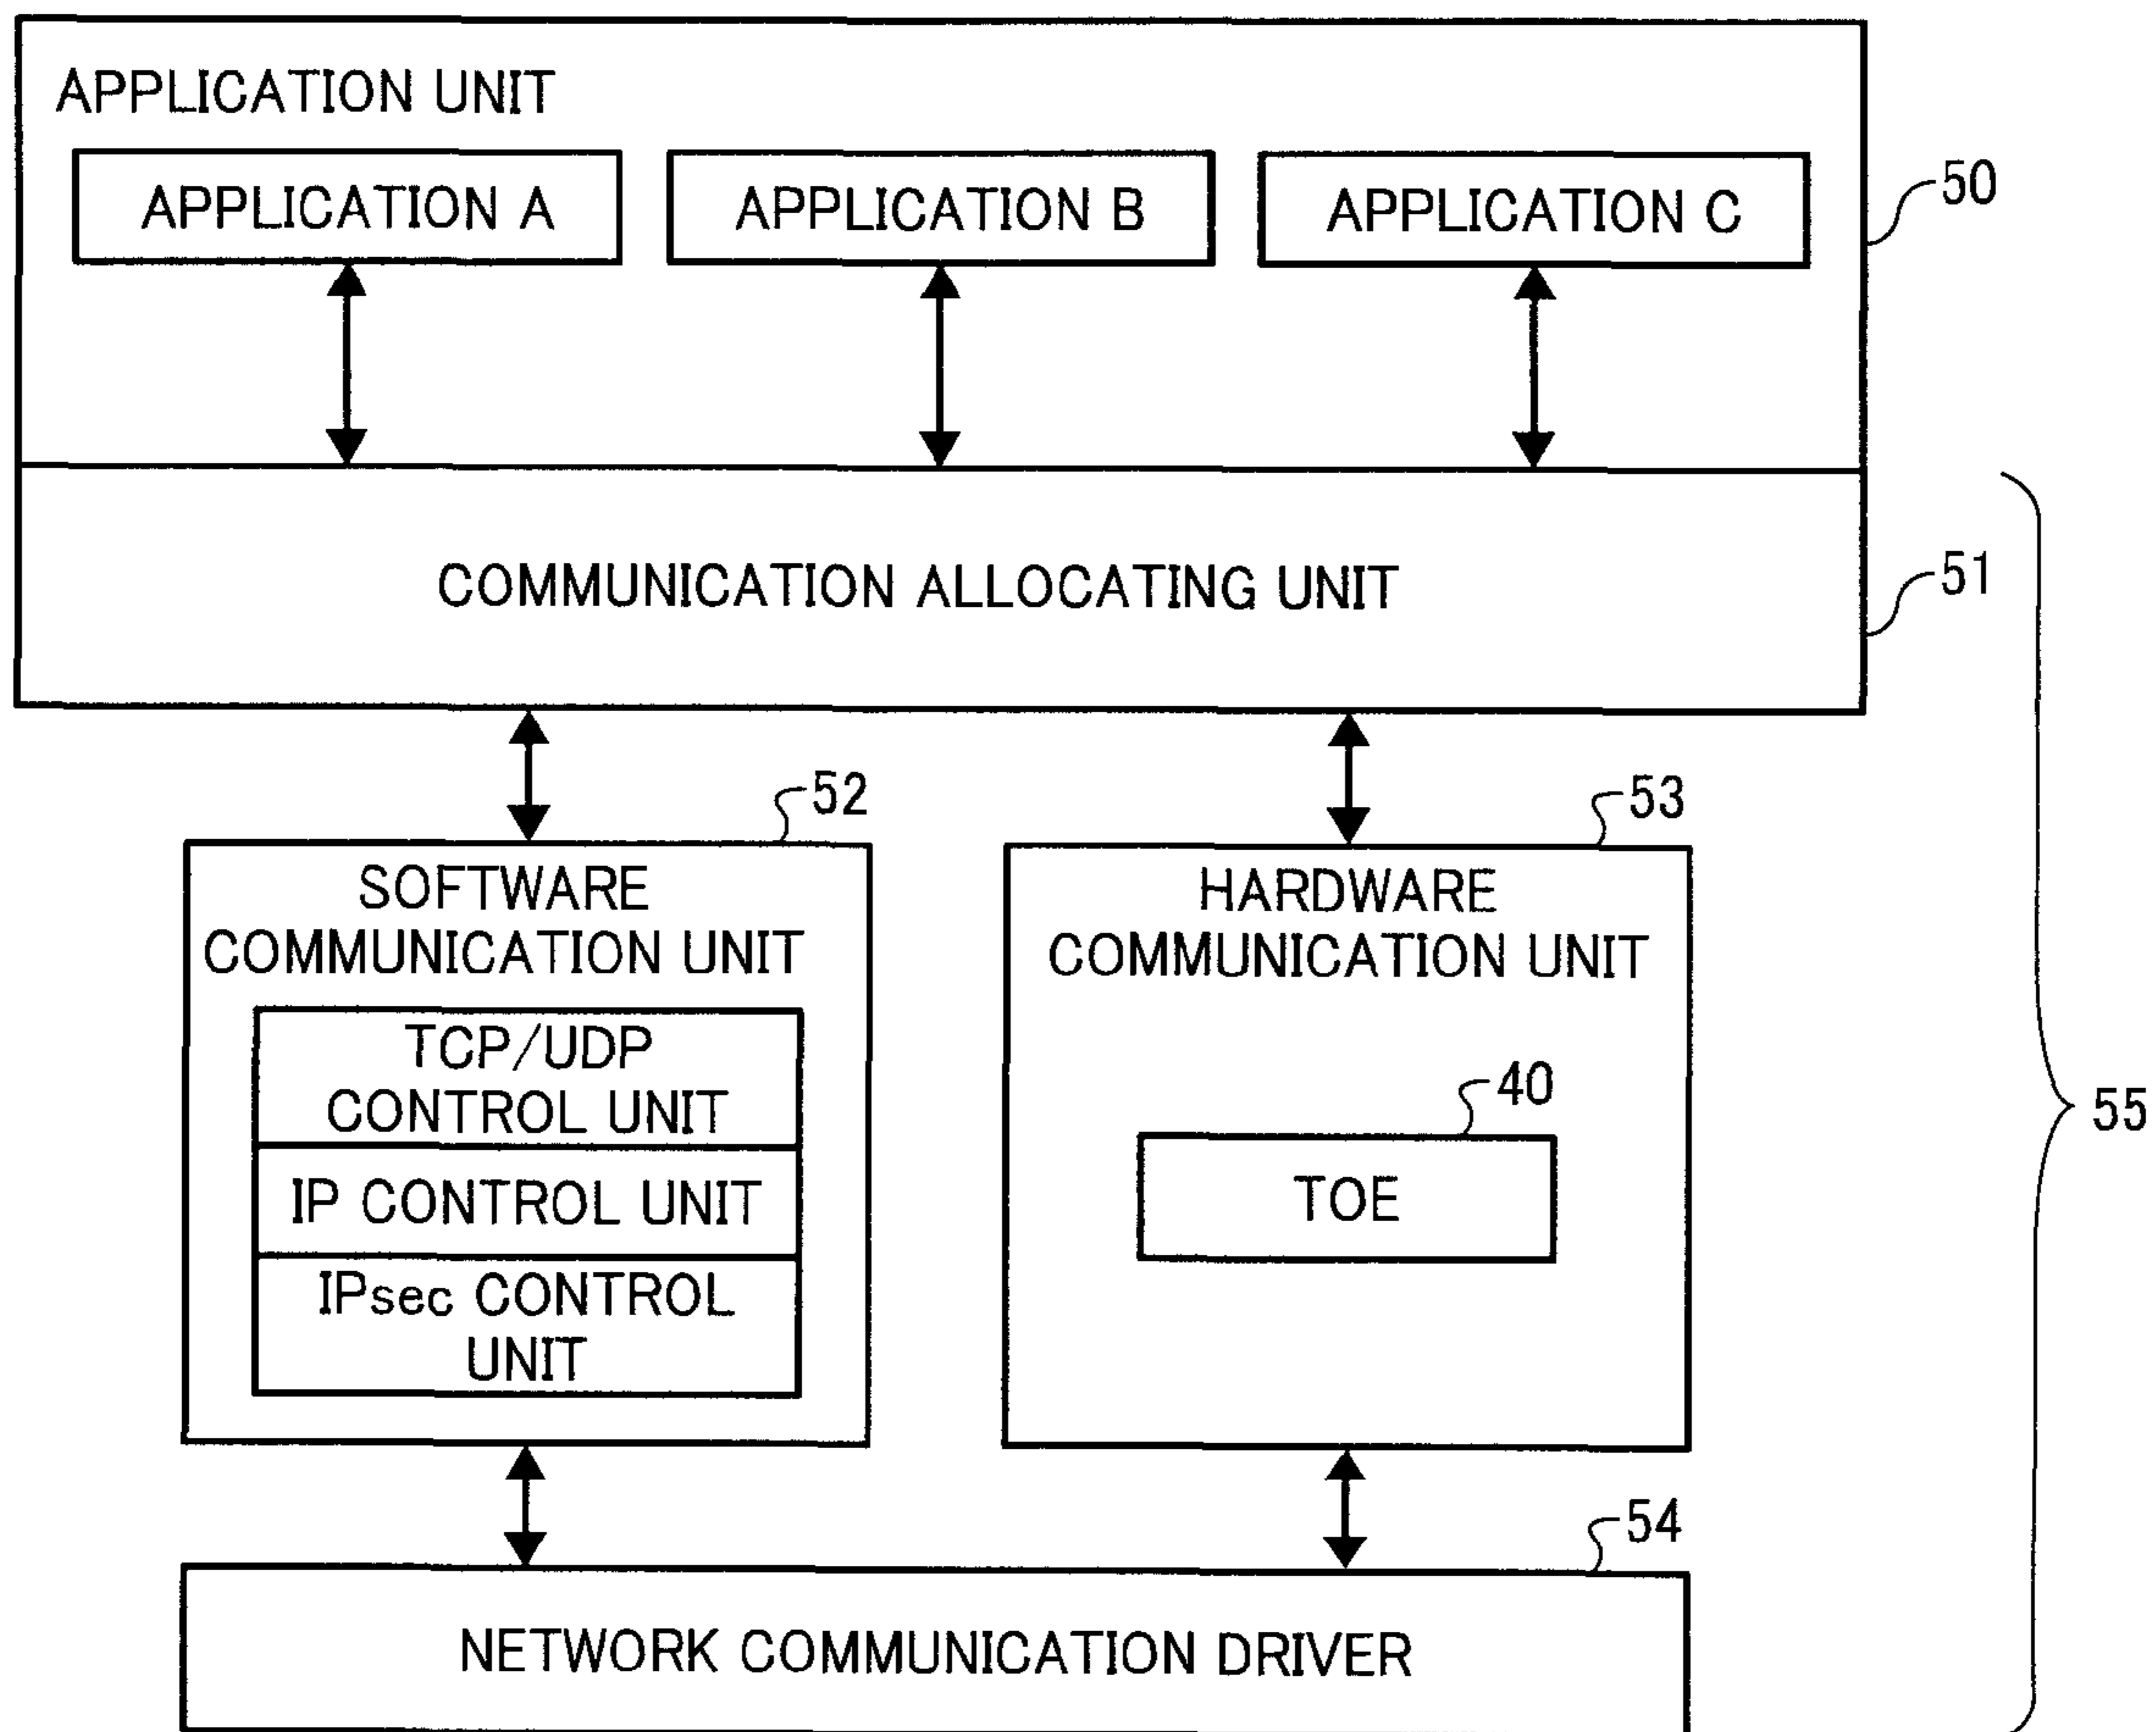 APPLICATION UNIT
APPLICATION A
APPLICATION B
APPLICATION C
50
COMMUNICATION ALLOCATING UNIT
51
52
53
SOFTWARE
COMMUNICATION UNIT
TCP/UDP
CONTROL UNIT
IP CONTROL UNIT
IPsec CONTROL
UNIT
HARDWARE
COMMUNICATION UNIT
40
TOE
55
54
NETWORK COMMUNICATION DRIVER